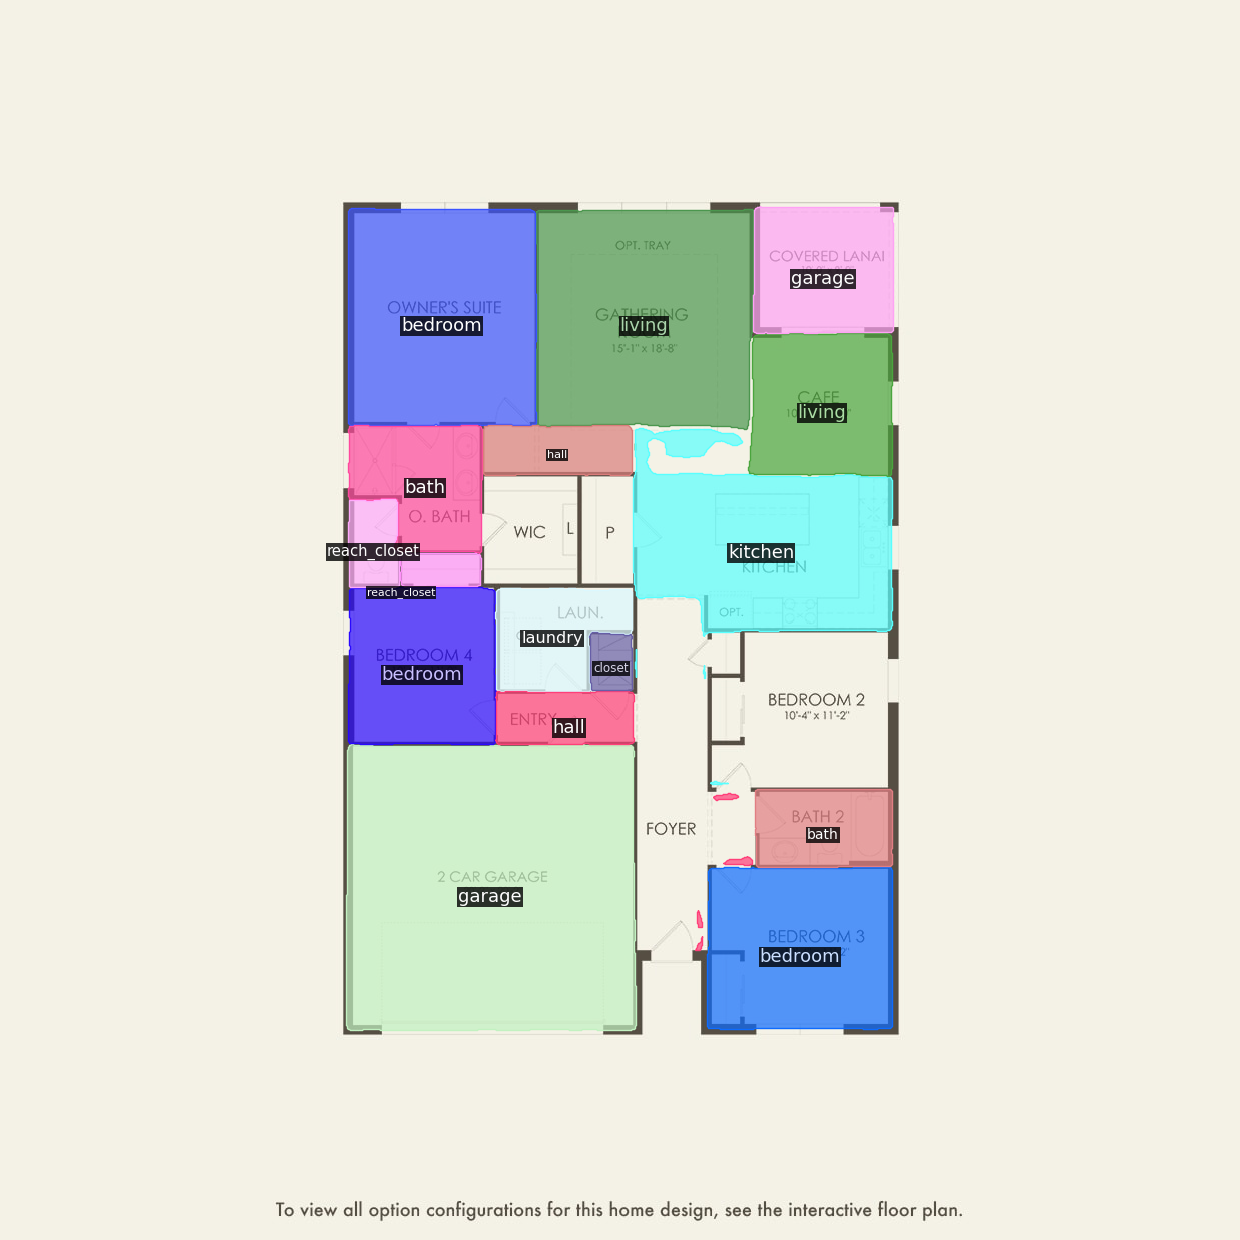 OPT. TRAY
COVERED LANAI
garage
OWNER'S SUITE
bedroom
GATHERING
living
15'-1" x 18'-8"
CAFE
living
hall
bath
O. BATH
WIC
L
P
reach_closet
kitchen
KITCHEN
reach_closet
LAUN.
OPT.
laundry
BEDROOM 4
bedroom
closet
BEDROOM 2
10'-4" x 11'-2"
ENTRY
hall
BATH 2
bath
FOYER
2 CAR GARAGE
garage
BEDROOM 3
bedroom
To view all option configurations for this home design, see the interactive floor plan.